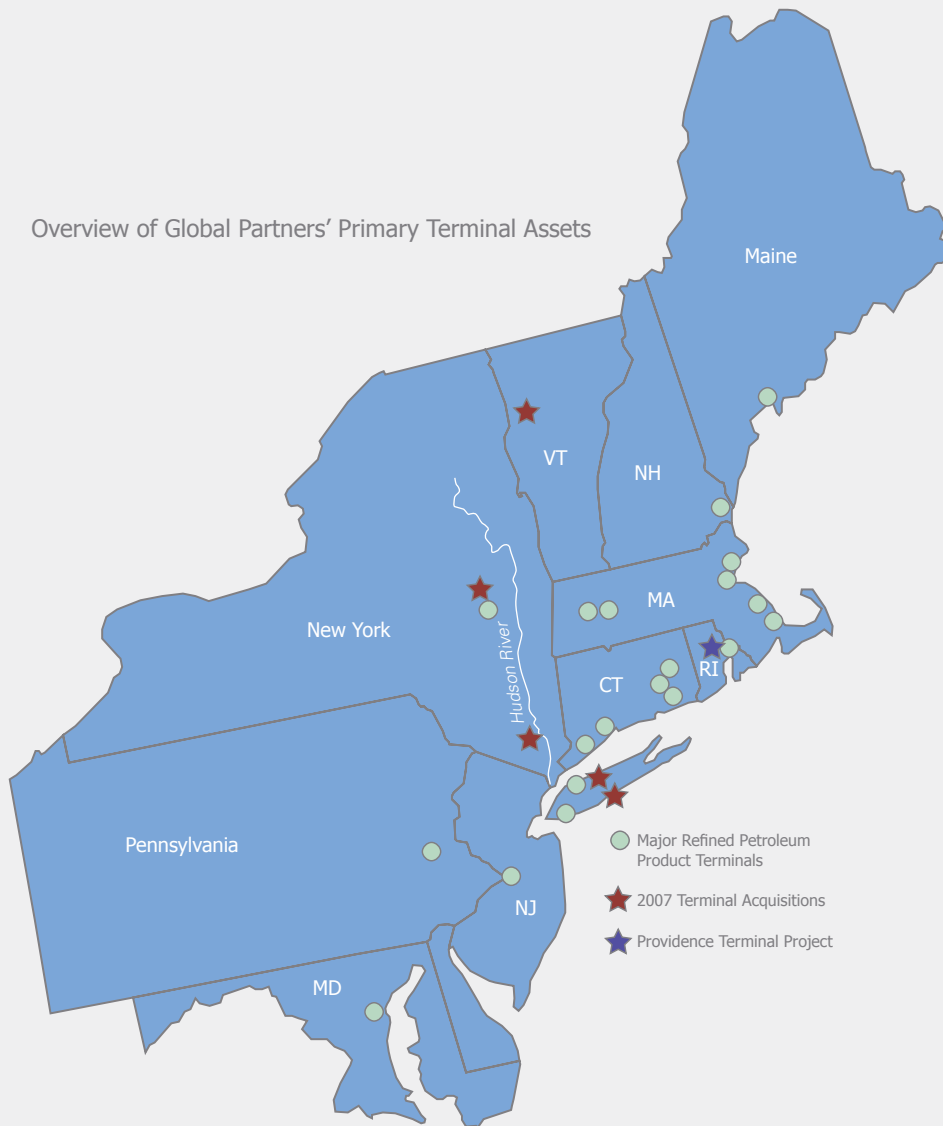 Overview of Global Partners’ Primary Terminal Assets
Maine
VT
NH
MA
New York
Hudson River
CT
RI
Pennsylvania
NJ
MD
Major Refined Petroleum
Product Terminals
2007 Terminal Acquisitions
Providence Terminal Project